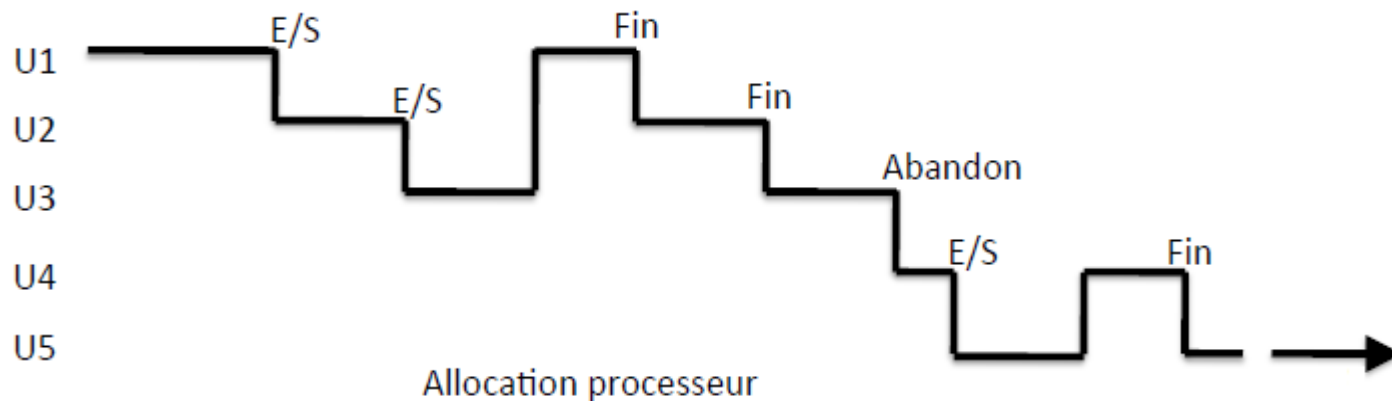 E/S
Fin
U1
E/S
Fin
U2
Abandon
U3
E/S
Fin
U4
U5
Allocation processeur